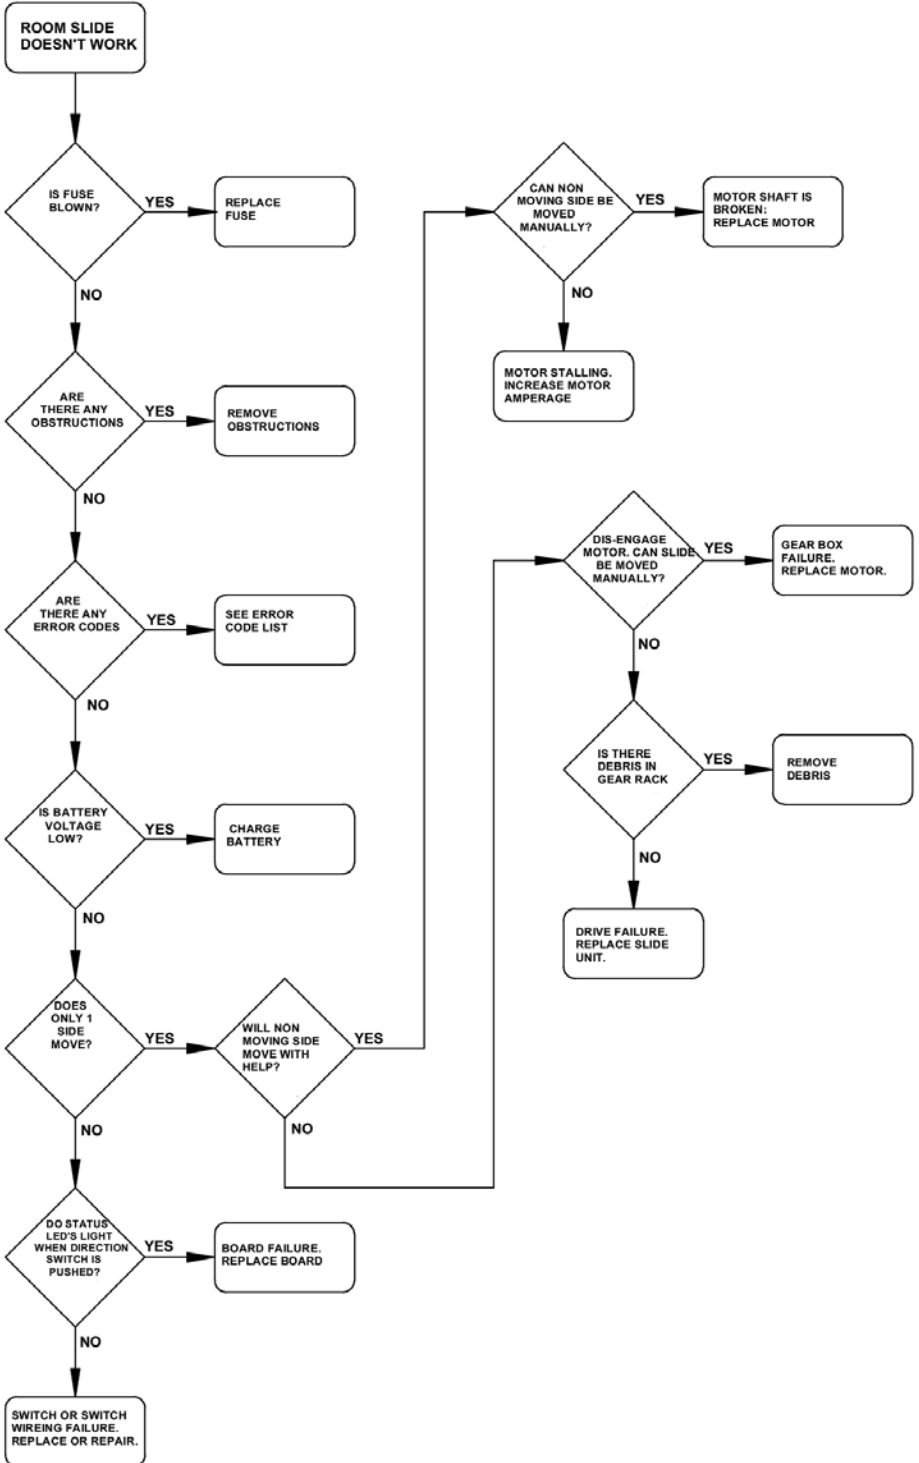 ROOM SLIDE
DOESN'T WORK
IS FUSE
BLOWN?
YES
REPLACE
FUSE
NO
ARE
THERE ANY
OBSTRUCTIONS
YES
REMOVE
OBSTRUCTIONS
NO
ARE
THERE ANY
ERROR CODES
YES
SEE ERROR
CODE LIST
NO
IS BATTERY
VOLTAGE
LOW?
YES
CHARGE
BATTERY
NO
DOES
ONLY 1
SIDE
MOVE?
YES
WILL NON
MOVING SIDE
MOVE WITH
HELP?
YES
NO
NO
DO STATUS
LED'S LIGHT
WHEN DIRECTION
SWITCH IS
PUSHED?
YES
BOARD FAILURE.
REPLACE BOARD
NO
SWITCH OR SWITCH
WIREING FAILURE.
REPLACE OR REPAIR.
CAN NON
MOVING SIDE BE
MOVED
MANUALLY?
YES
MOTOR SHAFT IS
BROKEN:
REPLACE MOTOR
NO
MOTOR STALLING.
INCREASE MOTOR
AMPERAGE
DIS-ENGAGE
MOTOR. CAN SLIDE
BE MOVED
MANUALLY?
YES
GEAR BOX
FAILURE.
REPLACE MOTOR.
NO
IS THERE
DEBRIS IN
GEAR RACK
YES
REMOVE
DEBRIS
NO
DRIVE FAILURE.
REPLACE SLIDE
UNIT.